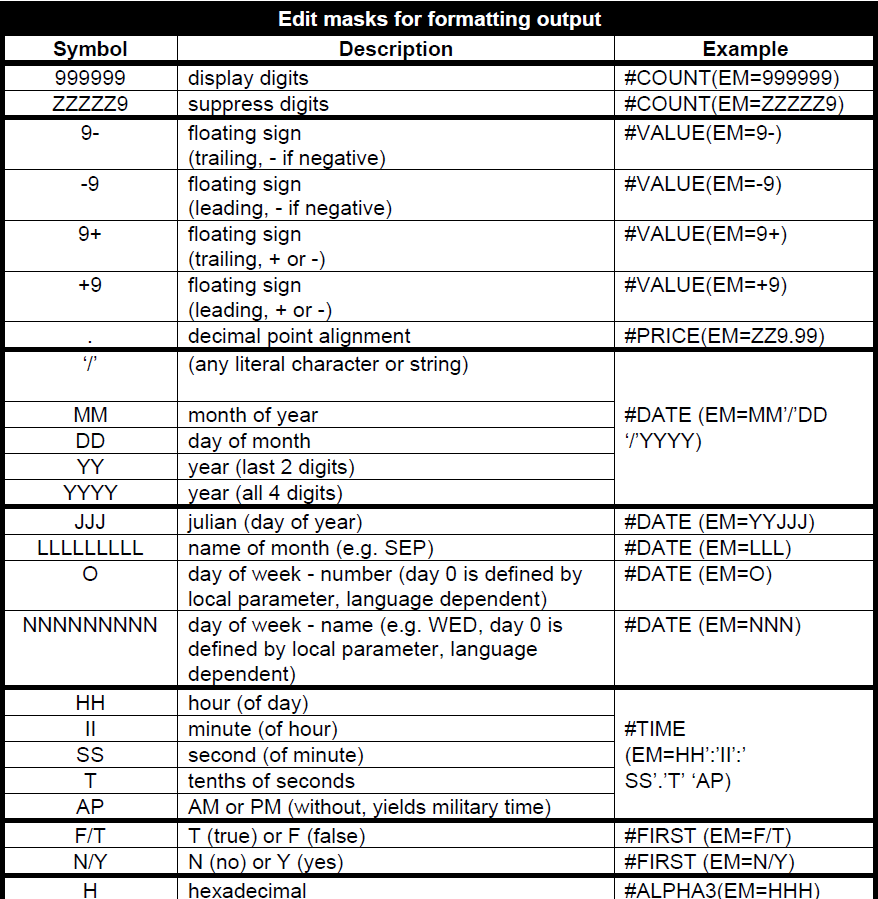 Edit masks for formatting output
Symbol Description Example
999999 display digits #COUNT(EM=999999)
ZZZZZ9 suppress digits #COUNT(EM=ZZZZZ9)
9- floating sign #VALUE(EM=9-)
(trailing, - if negative)
-9 floating sign #VALUE(EM=-9)
(leading, - if negative)
9+ floating sign #VALUE(EM=9+)
(trailing, + or -)
+9 floating sign #VALUE(EM=+9)
(leading, + or -)
. decimal point alignment #PRICE(EM=ZZ9.99)
‘/’ (any literal character or string)
MM month of year #DATE (EM=MM’/’DD
DD day of month ‘/’YYYY)
YY year (last 2 digits)
YYYY year (all 4 digits)
JJJ julian (day of year) #DATE (EM=YYJJJ)
LLLLLLLLL name of month (e.g. SEP) #DATE (EM=LLL)
O day of week - number (day 0 is defined by #DATE (EM=O)
local parameter, language dependent)
NNNNNNNNN day of week - name (e.g. WED, day 0 is #DATE (EM=NNN)
defined by local parameter, language
dependent)
HH hour (of day)
II minute (of hour) #TIME
SS second (of minute) (EM=HH’:’II’:’
T tenths of seconds SS’.’T’ ‘AP)
AP AM or PM (without, yields military time)
F/T T (true) or F (false) #FIRST (EM=F/T)
N/Y N (no) or Y (yes) #FIRST (EM=N/Y)
H hexadecimal #ALPHA3(EM=HHH)